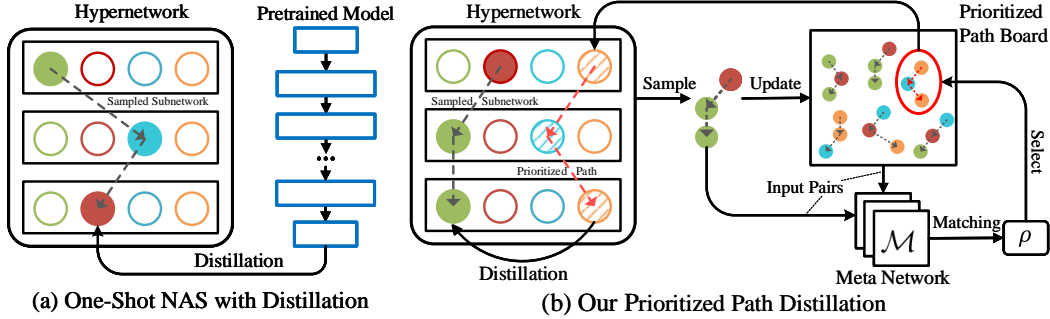 Hypernetwork
Pretrained Model
Sampled Subnetwork
...
Distillation
(a) One-Shot NAS with Distillation
Hypernetwork
Sampled Subnetwork
Prioritized Path
Distillation
Sample
Update
Prioritized
Path Board
Select
Input Pairs
M
Matching
ρ
Meta Network
(b) Our Prioritized Path Distillation